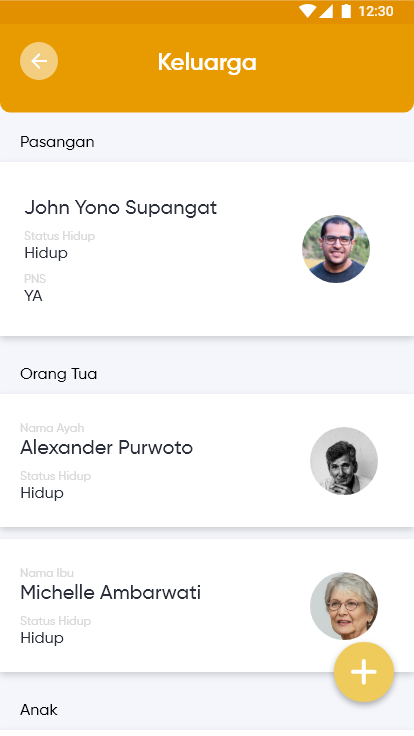 12:30
Keluarga
Pasangan
John Yono Supangat
Status Hidup
Hidup
PNS
YA
Orang Tua
Nama Ayah
Alexander Purwoto
Status Hidup
Hidup
Nama Ibu
Michelle Ambarwati
Status Hidup
Hidup
Anak